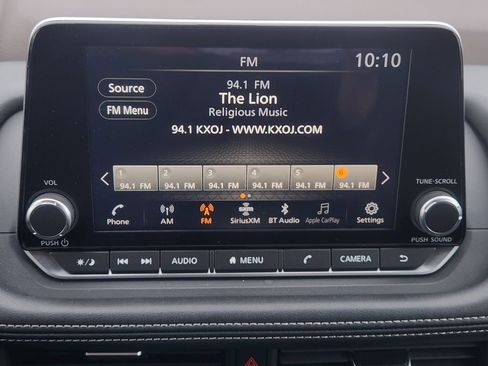 FM
10:10
Source
94.1 FM
The Lion
FM Menu
Religious Music
94.1 KXOJ - WWW.KXOJ.COM
1 2 3 4 5 6
94.1 FM 94.1 FM 94.1 FM 94.1 FM 94.1 FM 94.1 FM
VOL
TUNE•SCROLL
Phone AM FM SiriusXM BT Audio Apple CarPlay Settings
PUSH
PUSH SOUND
AUDIO MENU CAMERA